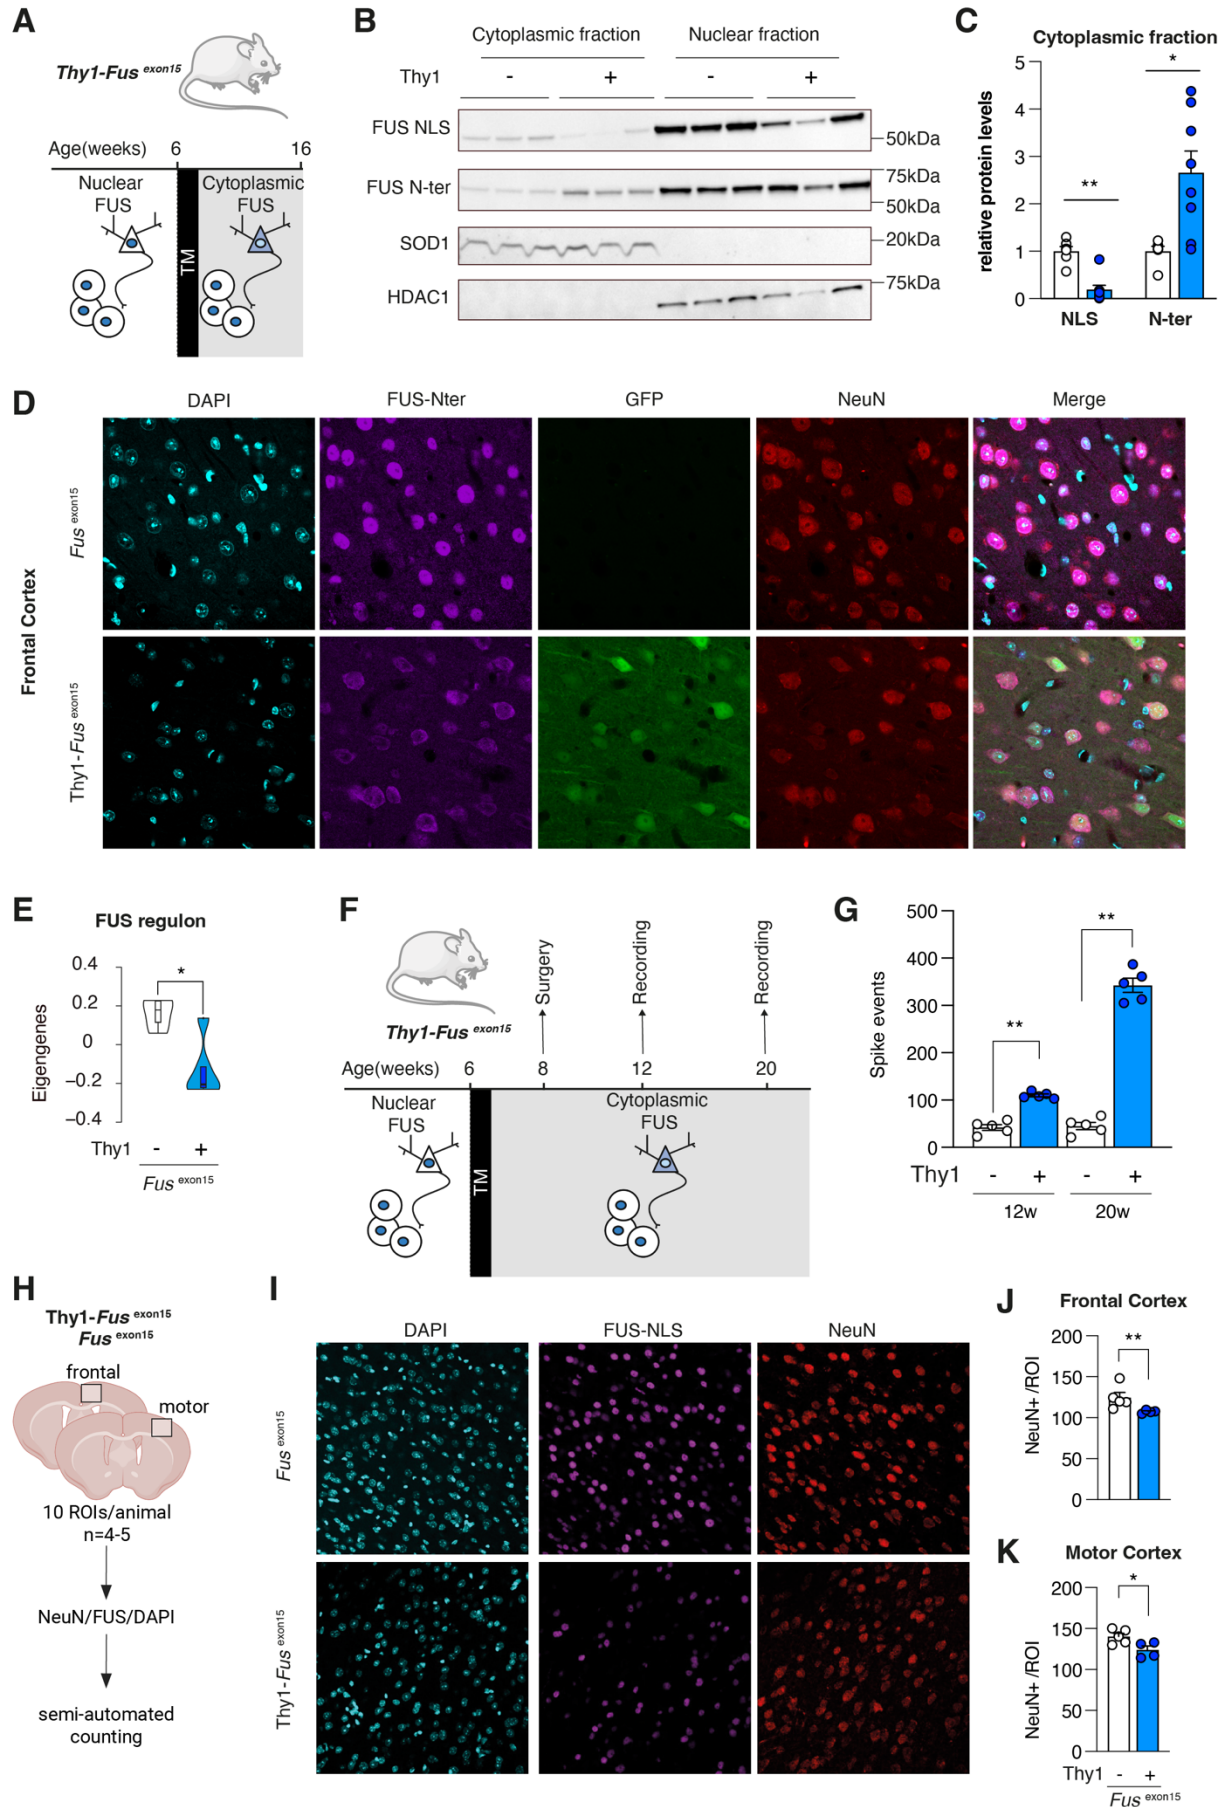 A
Thy1-Fus exon15
Age(weeks) 6 16
Nuclear FUS
Cytoplasmic FUS
TM
B
Cytoplasmic fraction Nuclear fraction
Thy1 - + - +
FUS NLS
50kDa
FUS N-ter
75kDa
50kDa
SOD1
20kDa
HDAC1
75kDa
C
Cytoplasmic fraction
relative protein levels
5
4
3
2
1
0
** *
NLS N-ter
D
DAPI FUS-Nter GFP NeuN Merge
Frontal Cortex
Fus exon15
Thy1-Fus exon15
E
FUS regulon
Eigengenes
0.4
0.2
0
−0.2
−0.4
*
Thy1 - +
Fus exon15
F
Thy1-Fus exon15
Surgery
Recording
Recording
Age(weeks) 6 8 12 20
Nuclear
FUS
Cytoplasmic
FUS
TM
G
Spike events
500
400
300
200
100
0
** **
Thy1 - + - +
12w 20w
H
Thy1-Fus exon15
Fus exon15
frontal
motor
10 ROIs/animal
n=4-5
NeuN/FUS/DAPI
semi-automated
counting
I
DAPI FUS-NLS NeuN
Fus exon15
Thy1-Fus exon15
J
Frontal Cortex
NeuN+ /ROI
200
150
100
50
0
**
K
Motor Cortex
NeuN+ /ROI
200
150
100
50
0
*
Thy1 - +
Fus exon15